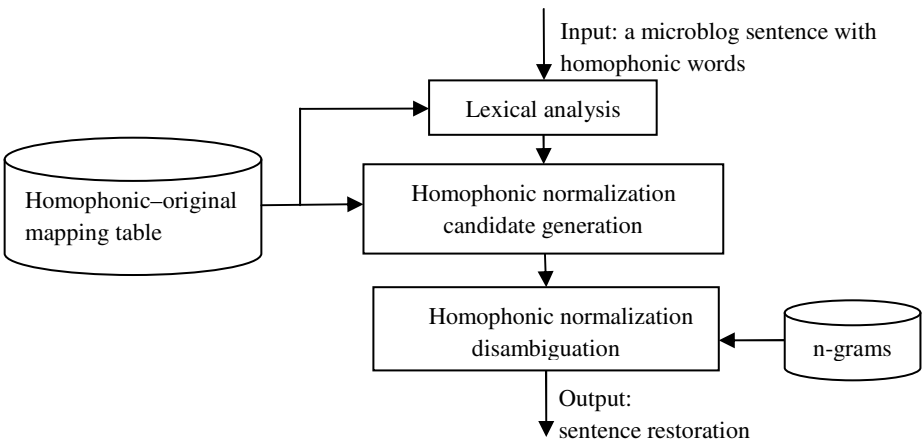 Input: a microblog sentence with
homophonic words
Lexical analysis
Homophonic–original
mapping table
Homophonic normalization
candidate generation
Homophonic normalization
disambiguation
n-grams
Output:
sentence restoration